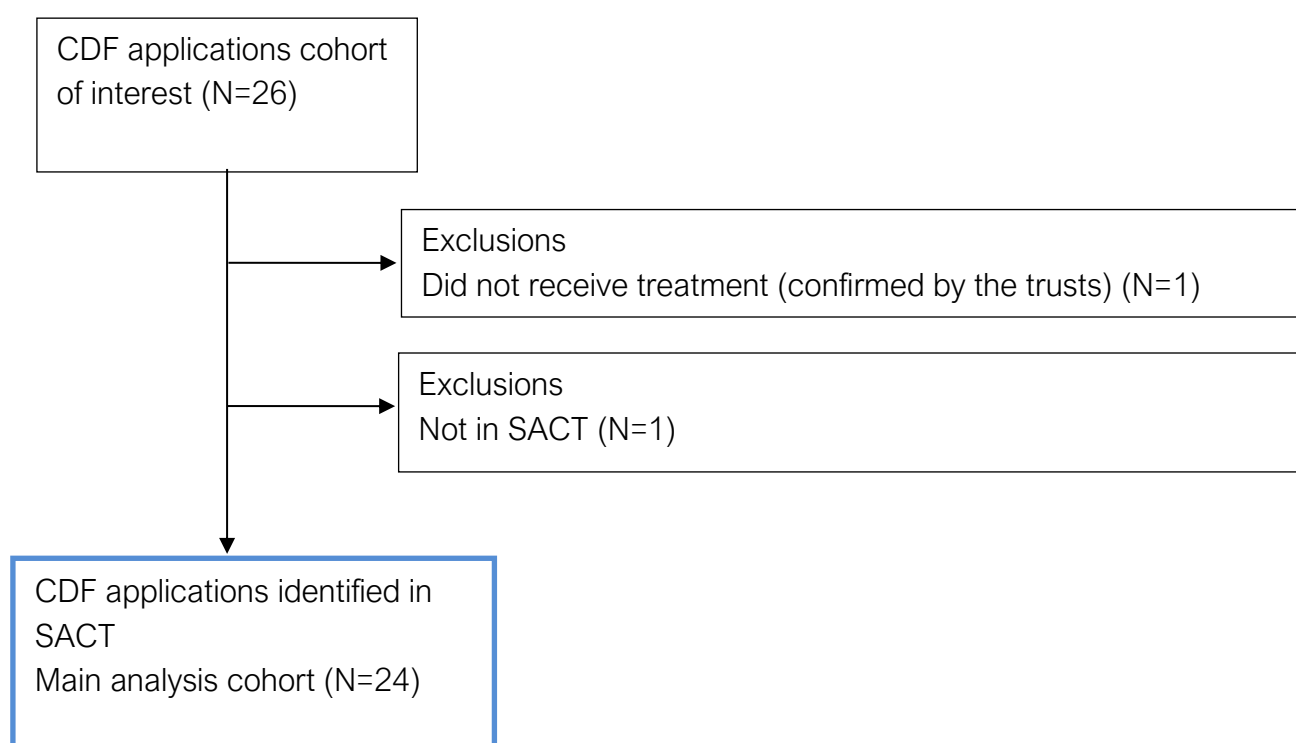 CDF applications cohort
of interest (N=26)
Exclusions
Did not receive treatment (confirmed by the trusts) (N=1)
Exclusions
Not in SACT (N=1)
CDF applications identified in
SACT
Main analysis cohort (N=24)